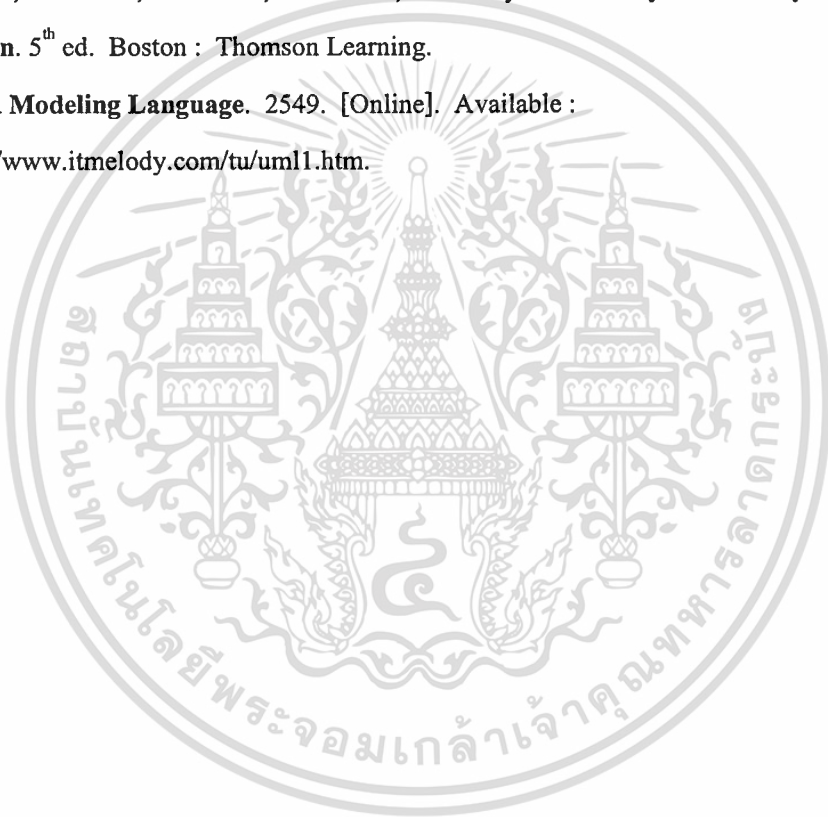 n. 5th ed. Boston : Thomson Learning.
Modeling Language. 2549. [Online]. Available :
/www.itmelody.com/tu/uml1.htm.
สถาบันเทคโนโลยีพระจอมเกล้าเจ้าคุณทหารลาดกระบัง